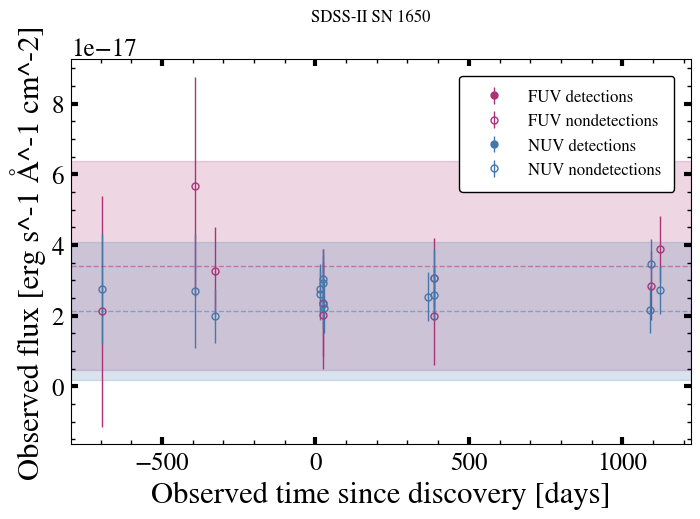 SDSS-II SN 1650
1e−17
Observed flux [erg s^-1 Å^-1 cm^-2]
8
6
4
2
0
FUV detections
FUV nondetections
NUV detections
NUV nondetections
−500
0
500
1000
Observed time since discovery [days]